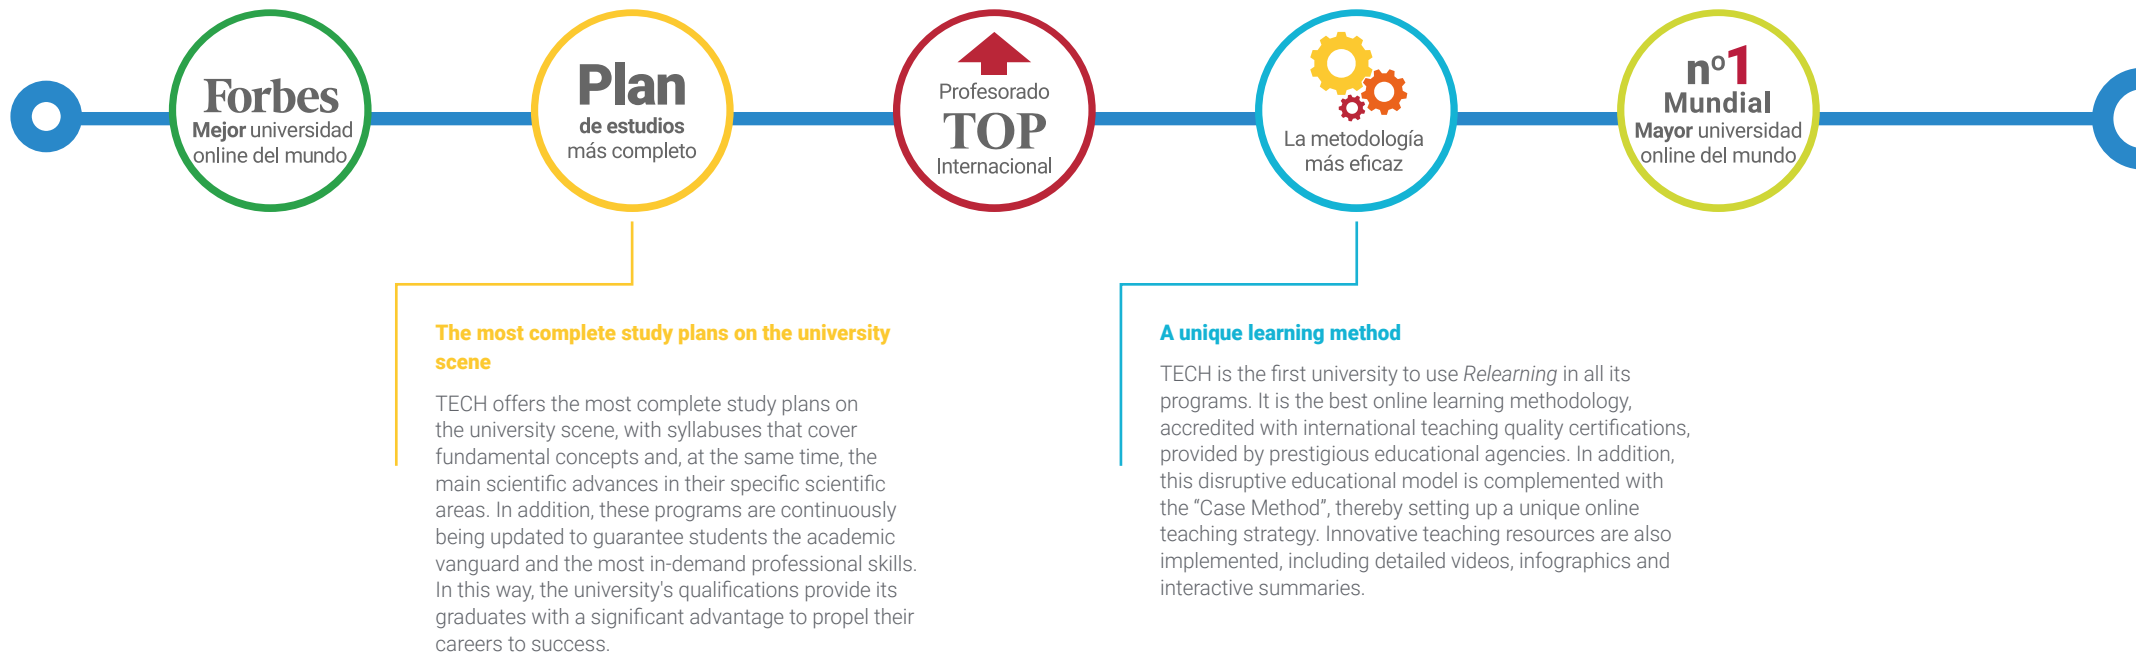 Forbes
Mejor universidad
online del mundo
Plan
de estudios
más completo
Profesorado
TOP
Internacional
La metodología
más eficaz
nº1
Mundial
Mayor universidad
online del mundo
The most complete study plans on the university
scene
TECH offers the most complete study plans on
the university scene, with syllabuses that cover
fundamental concepts and, at the same time, the
main scientific advances in their specific scientific
areas. In addition, these programs are continuously
being updated to guarantee students the academic
vanguard and the most in-demand professional skills.
In this way, the university's qualifications provide its
graduates with a significant advantage to propel their
careers to success.
A unique learning method
TECH is the first university to use Relearning in all its
programs. It is the best online learning methodology,
accredited with international teaching quality certifications,
provided by prestigious educational agencies. In addition,
this disruptive educational model is complemented with
the “Case Method”, thereby setting up a unique online
teaching strategy. Innovative teaching resources are also
implemented, including detailed videos, infographics and
interactive summaries.